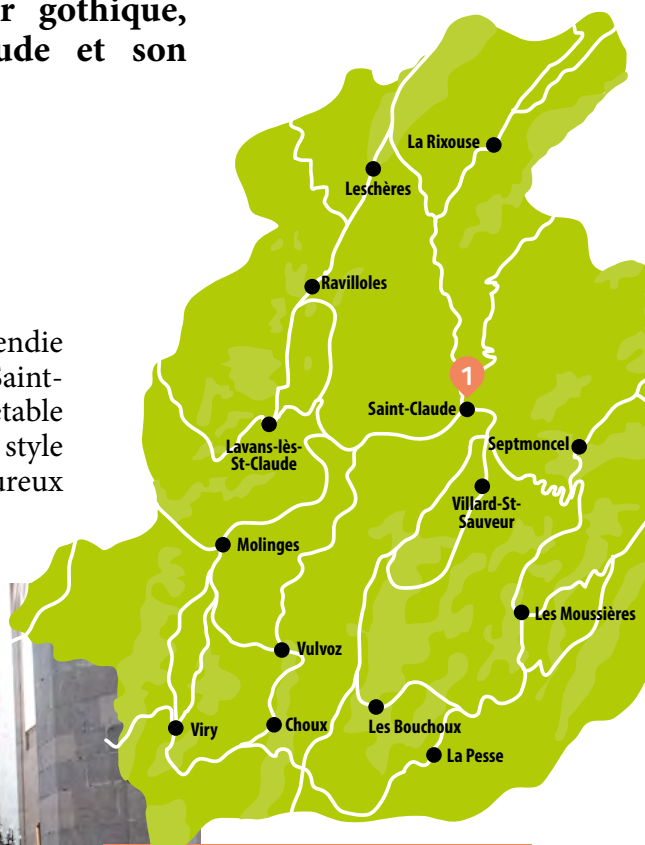 r gothique,
ude et son
endie
Saint-
étable
style
ureux
La Rixouse
Leschères
Ravilloles
1
Saint-Claude
Septmoncel
Lavans-lès-
St-Claude
Villard-St-
Sauveur
Molinges
Les Moussières
Vulvoz
Viry
Choux
Les Bouchoux
La Pesse